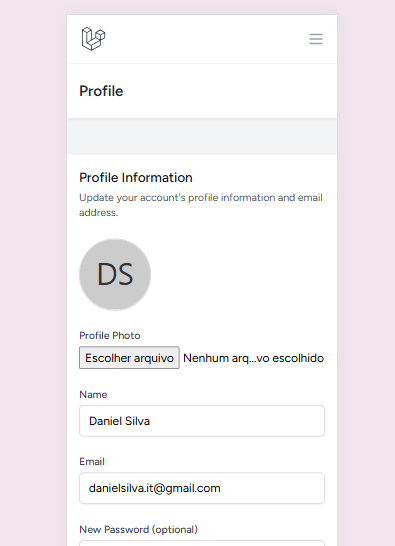 Profile
Profile Information
Update your account's profile information and email
address.
DS
Profile Photo
Escolher arquivo Nenhum arq...vo escolhido
Name
Daniel Silva
Email
danielsilva.it@gmail.com
New Password (optional)